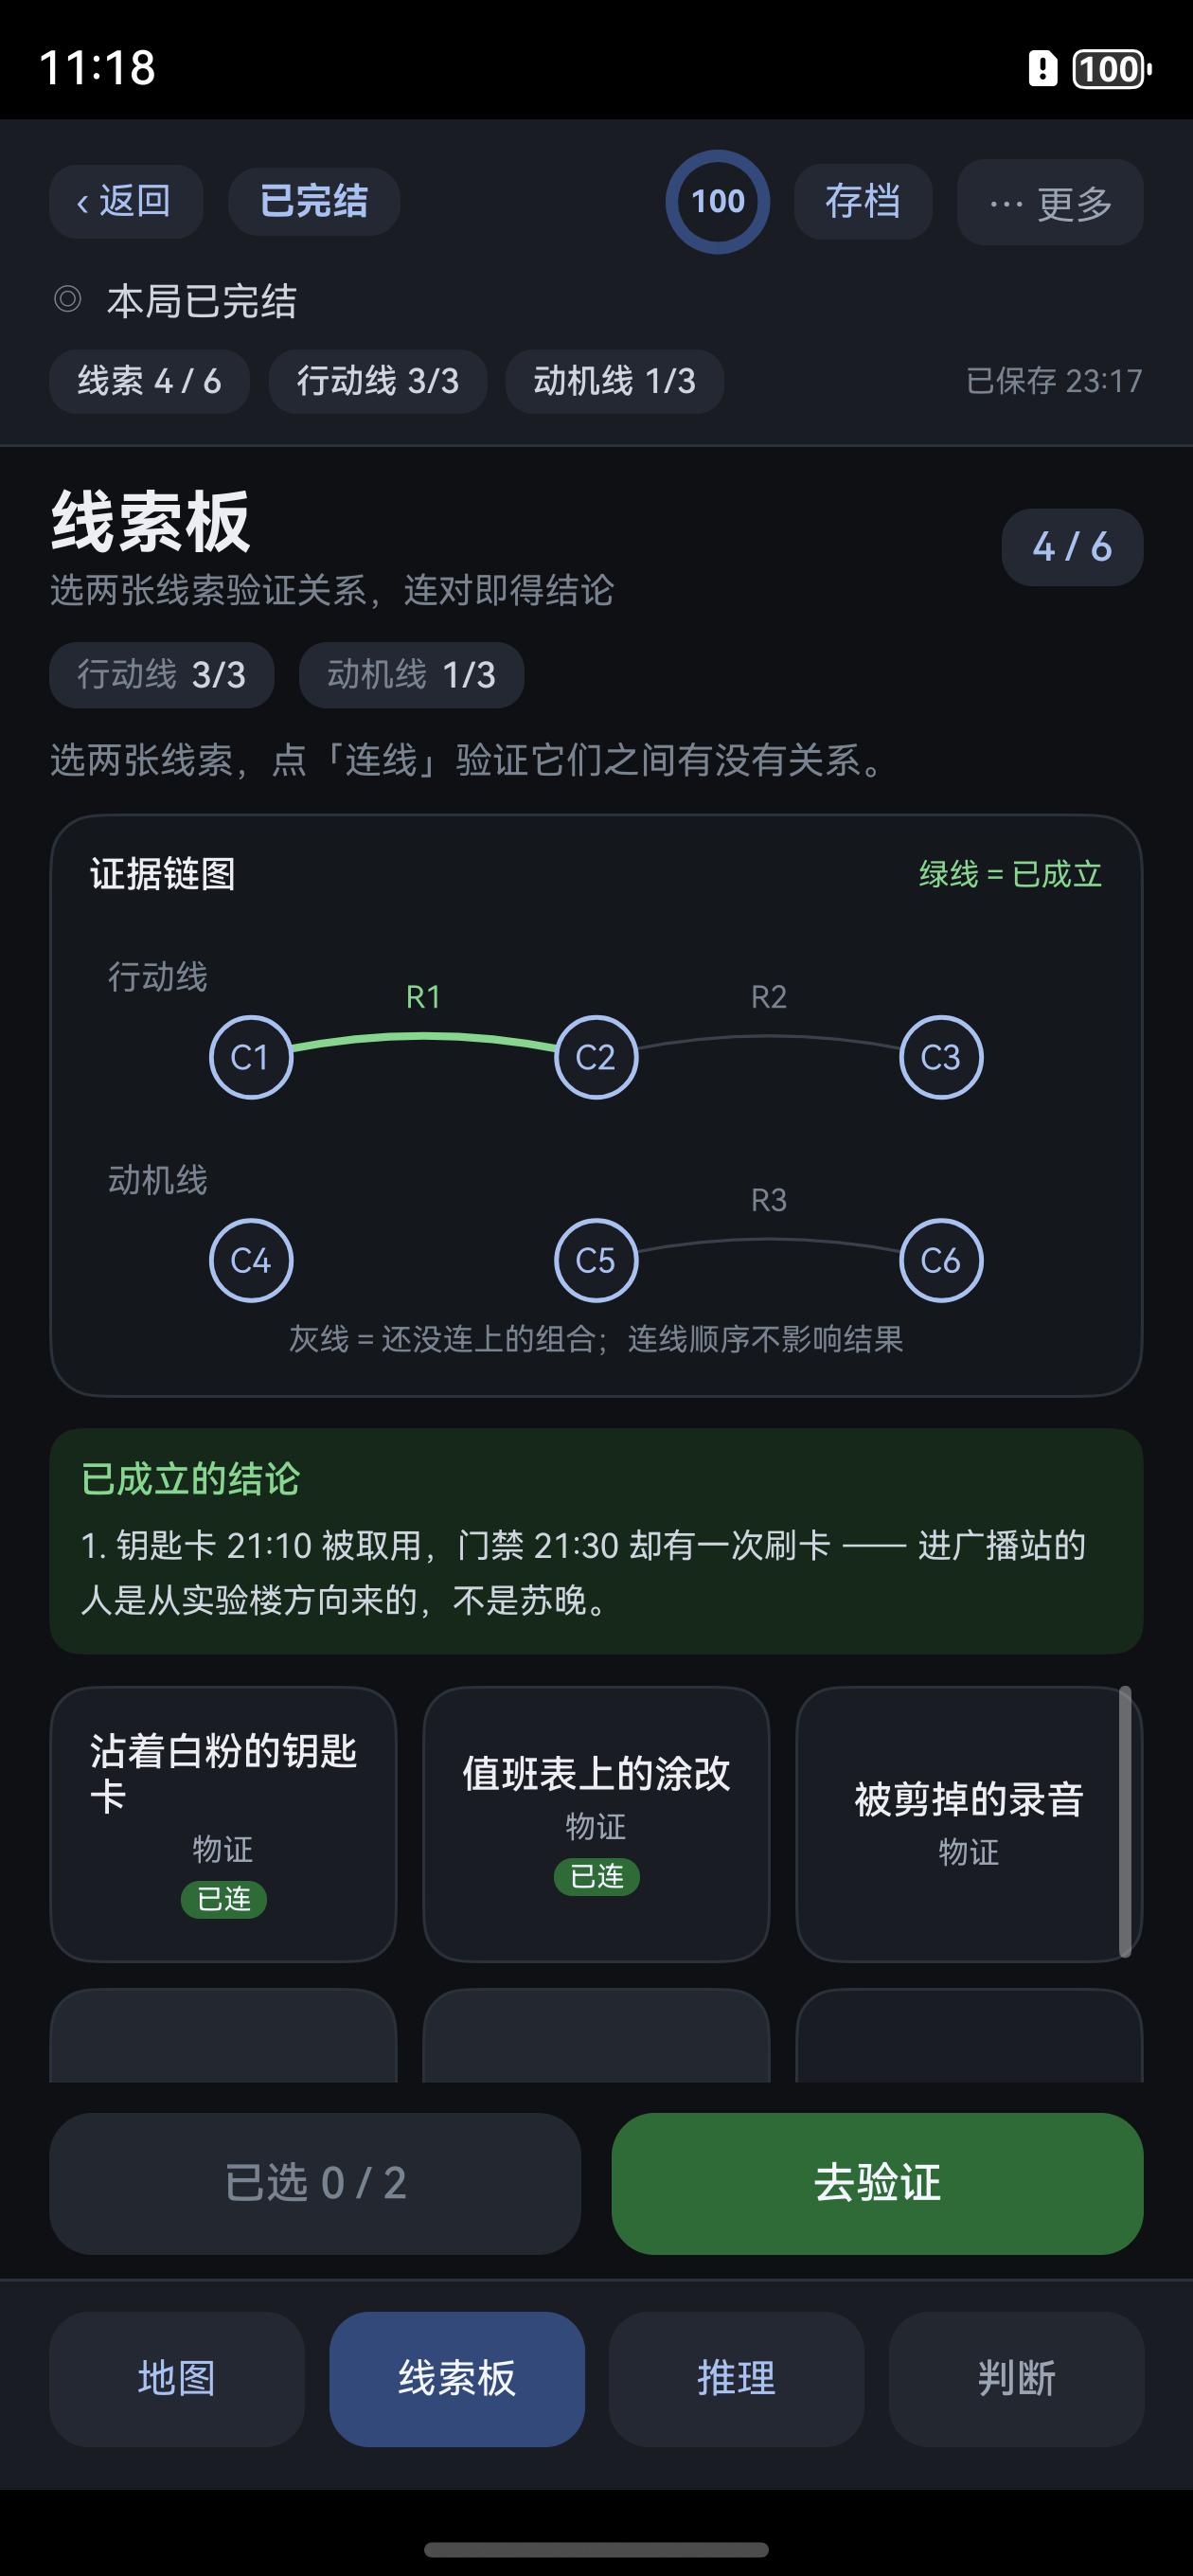 11:18
100
‹ 返回
已完结
100
存档
··· 更多
◎ 本局已完结
线索 4 / 6
行动线 3/3
动机线 1/3
已保存 23:17
线索板
4 / 6
选两张线索验证关系，连对即得结论
行动线 3/3
动机线 1/3
选两张线索，点「连线」验证它们之间有没有关系。
证据链图
绿线 = 已成立
行动线
R1
R2
C1
C2
C3
动机线
R3
C4
C5
C6
灰线 = 还没连上的组合；连线顺序不影响结果
已成立的结论
1. 钥匙卡 21:10 被取用，门禁 21:30 却有一次刷卡 —— 进广播站的
人是从实验楼方向来的，不是苏晚。
沾着白粉的钥匙
卡
物证
已连
值班表上的涂改
物证
已连
被剪掉的录音
物证
已选 0 / 2
去验证
地图
线索板
推理
判断